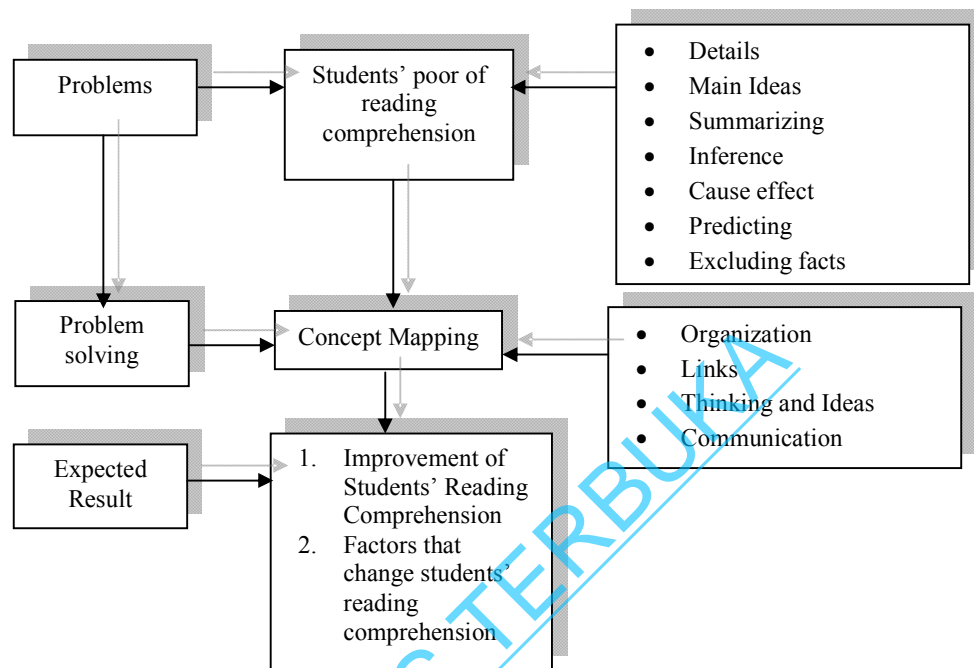 Problems
Students’ poor of
reading
comprehension
• Details
• Main Ideas
• Summarizing
• Inference
• Cause effect
• Predicting
• Excluding facts
Problem
solving
Concept Mapping
• Organization
• Links
• Thinking and Ideas
• Communication
Expected
Result
1. Improvement of
Students’ Reading
Comprehension
2. Factors that
change students’
reading
comprehension
S TERBUKA